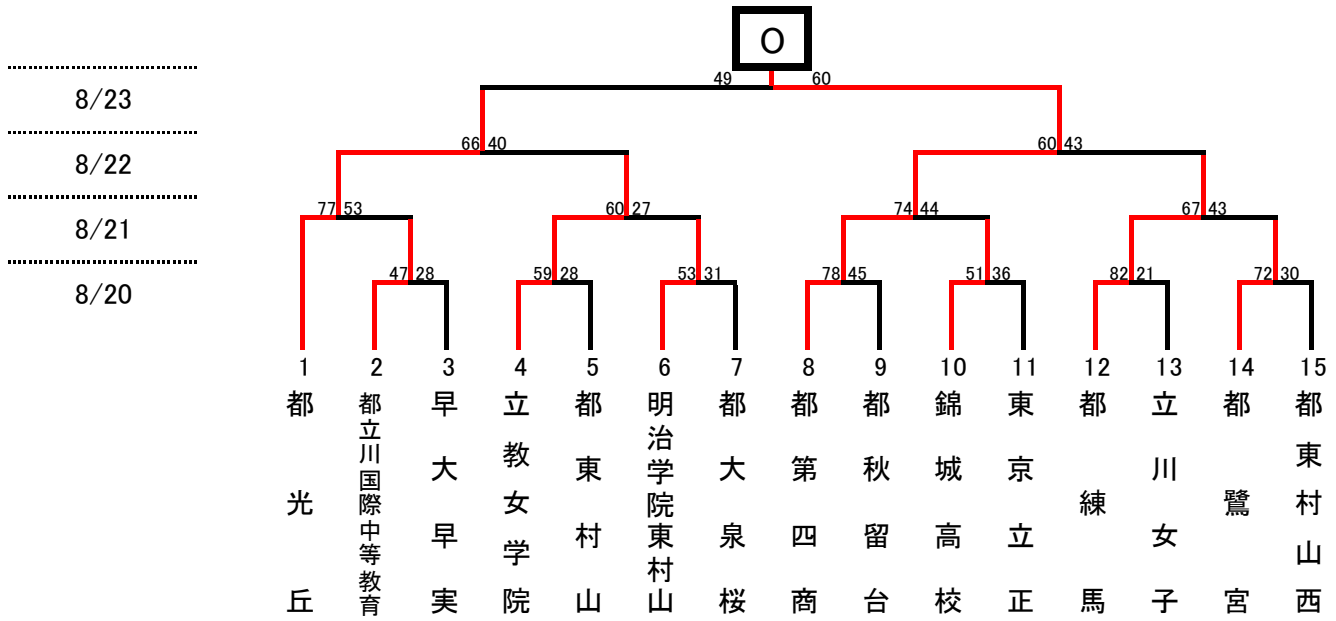 O
49 60
8/23
66 40 60 43
8/22
77 53 60 27 74 44 67 43
8/21
47 28 59 28 53 31 78 45 51 36 82 21 72 30
8/20
1 2 3 4 5 6 7 8 9 10 11 12 13 14 15
都光丘
都立川国際中等教育
早大早実
立教女学院
都東村山
明治学院東村山
都大泉桜
都第四商
都秋留台
錦城高校
東京立正
都練馬
立川女子
都鷺宮
都東村山西